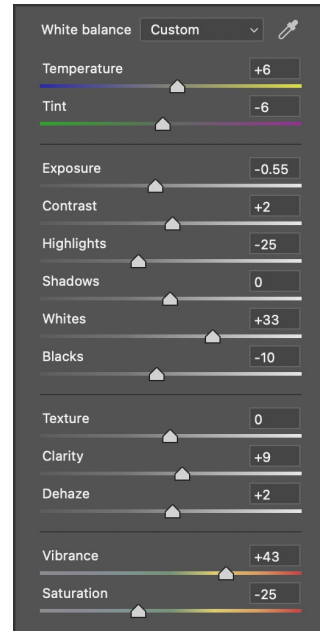 White balance Custom
Temperature +6
Tint -6
Exposure -0.55
Contrast +2
Highlights -25
Shadows 0
Whites +33
Blacks -10
Texture 0
Clarity +9
Dehaze +2
Vibrance +43
Saturation -25